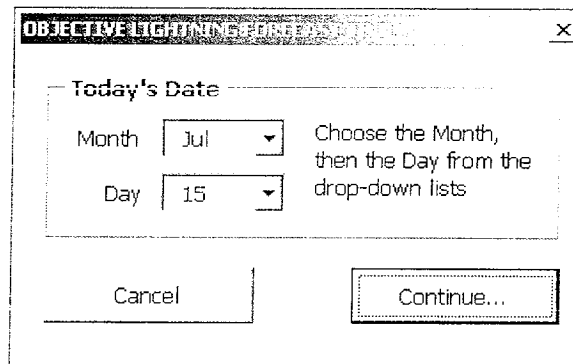 OBJECTIVE LIGHTNING FORECAST
Today's Date
Month Jul
Choose the Month,
then the Day from the
drop-down lists
Day 15
Cancel
Continue...